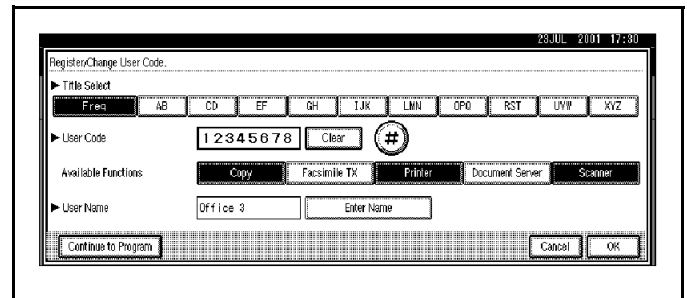 23JUL 2001 17:30
Register/Change User Code.
▶ Title Select
Freq AB CD EF GH IJK LMN OPQ RST UVW XYZ
▶ User Code 12345678 Clear #
Available Functions Copy Facsimile TX Printer Document Server Scanner
▶ User Name Office 3 Enter Name
Continue to Program Cancel OK